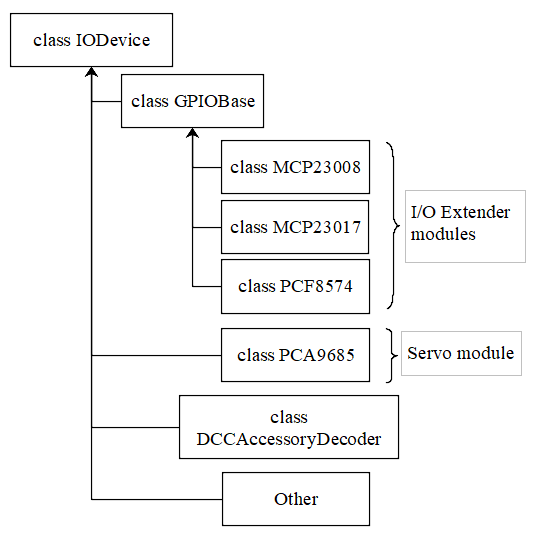 class IODevice
class GPIOBase
class MCP23008
class MCP23017
class PCF8574
I/O Extender
modules
class PCA9685
Servo module
class
DCCAccessoryDecoder
Other